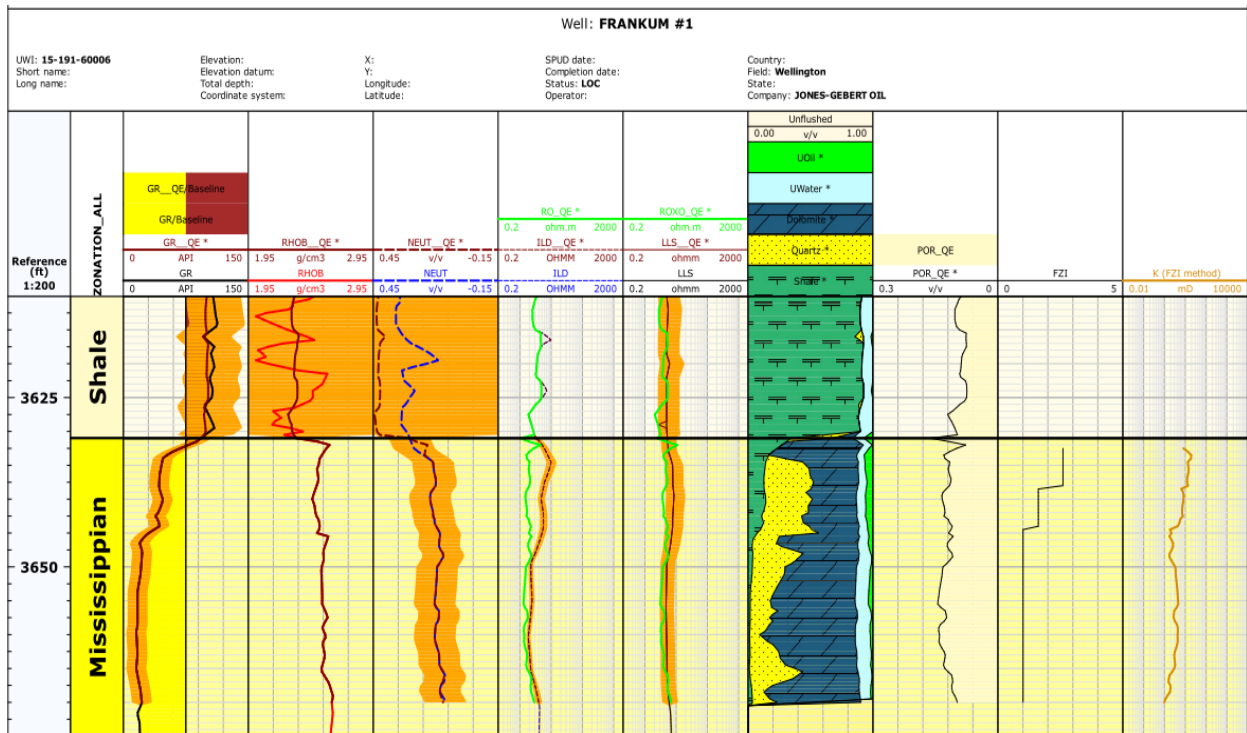 Well: FRANKUM #1
UWI: 15-191-60006
Short name:
Long name:
Elevation:
Elevation datum:
Total depth:
Coordinate system:
X:
Y:
Longitude:
Latitude:
SPUD date:
Completion date:
Status: LOC
Operator:
Country:
Field: Wellington
State:
Company: JONES-GEBERT OIL
Reference
(ft)
1:200
ZONATION_ALL
GR__QE/Baseline
GR/Baseline
GR__QE *
0 API 150
GR
0 API 150
RHOB__QE *
1.95 g/cm3 2.95
RHOB
1.95 g/cm3 2.95
NEUT__QE *
0.45 v/v -0.15
NEUT
0.45 v/v -0.15
RO_QE *
0.2 ohm.m 2000
ILD__QE *
0.2 OHMM 2000
ILD
0.2 OHMM 2000
ROXO_QE *
0.2 ohm.m 2000
LLS__QE *
0.2 ohmm 2000
LLS
0.2 ohmm 2000
Unflushed
0.00 v/v 1.00
UOil *
UWater *
Dolomite *
Quartz *
Shale *
POR_QE
POR_QE *
0.3 v/v 0
FZI
0 5
K (FZI method)
0.01 mD 10000
Shale
3625
Mississippian
3650